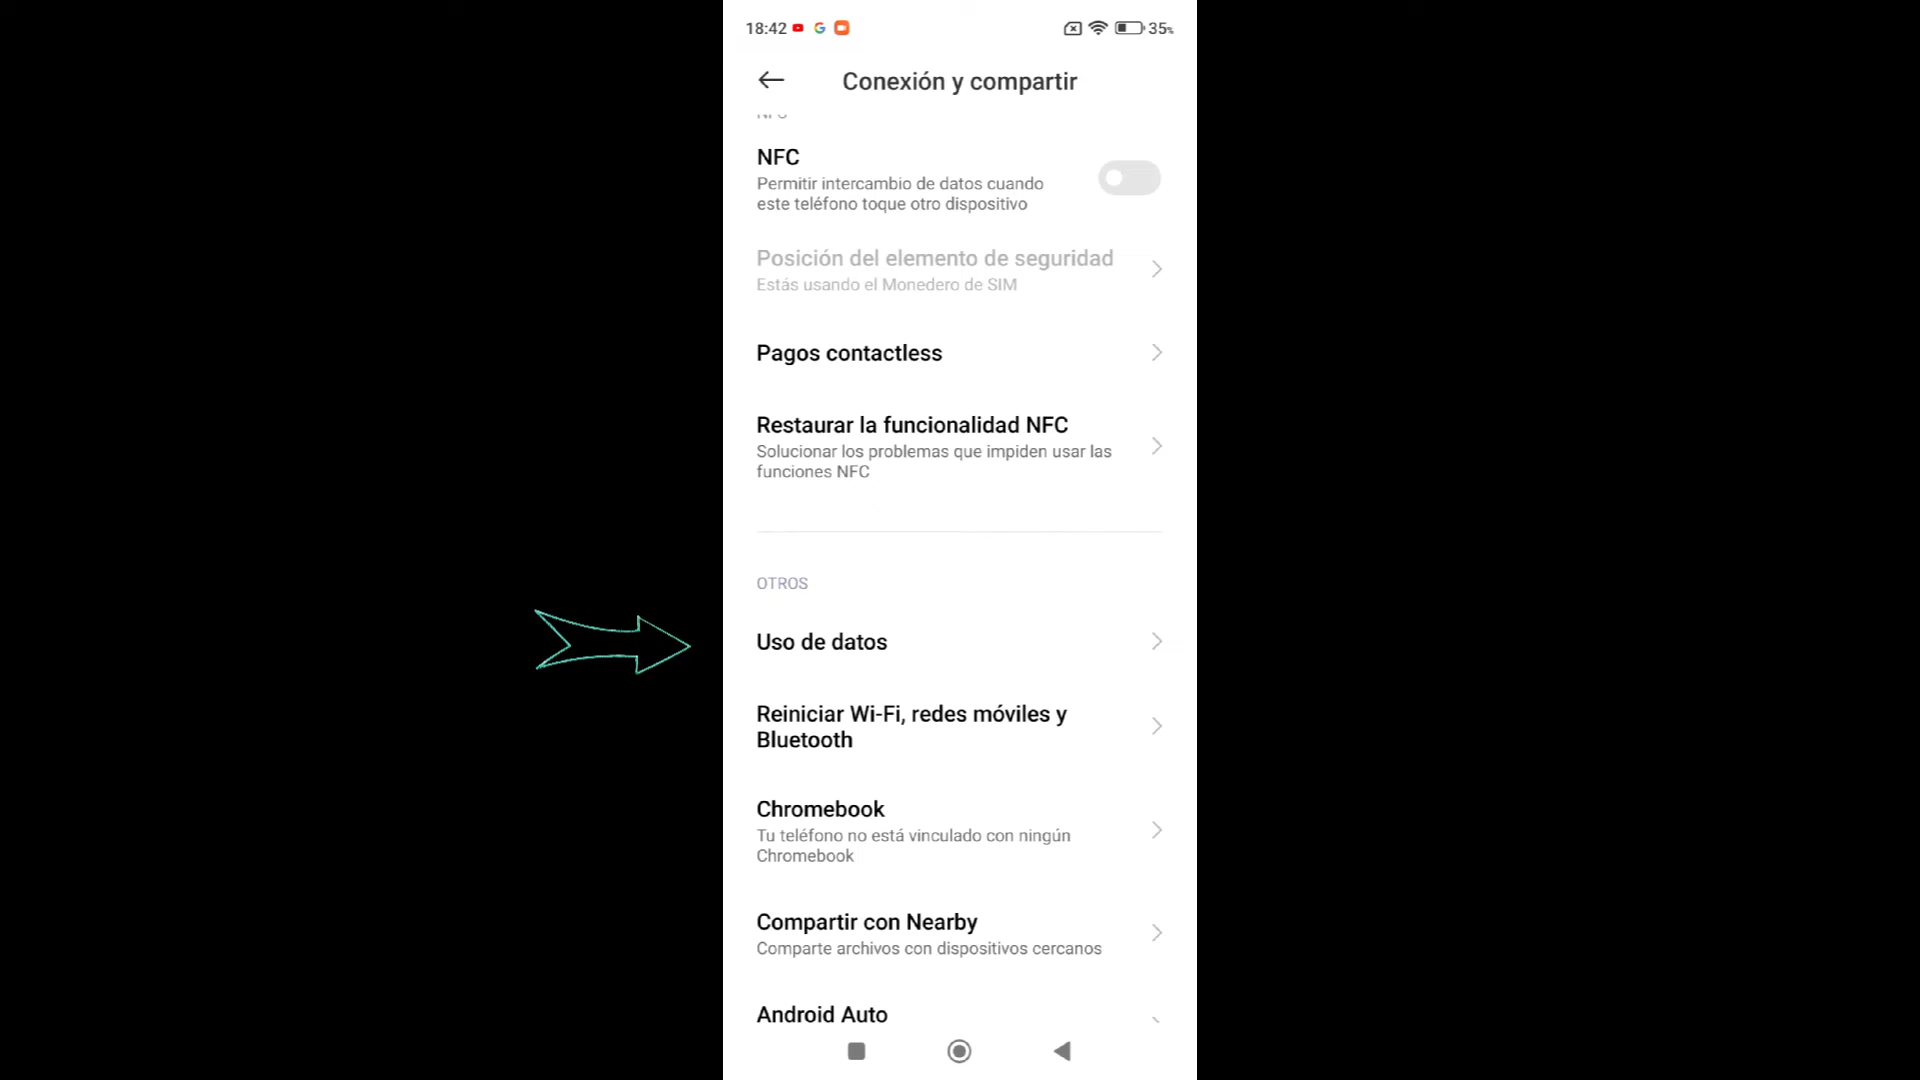 18:42
35%
Conexión y compartir
NFC
NFC
Permitir intercambio de datos cuando
este teléfono toque otro dispositivo
Posición del elemento de seguridad
Estás usando el Monedero de SIM
Pagos contactless
Restaurar la funcionalidad NFC
Solucionar los problemas que impiden usar las
funciones NFC
OTROS
Uso de datos
Reiniciar Wi-Fi, redes móviles y
Bluetooth
Chromebook
Tu teléfono no está vinculado con ningún
Chromebook
Compartir con Nearby
Comparte archivos con dispositivos cercanos
Android Auto